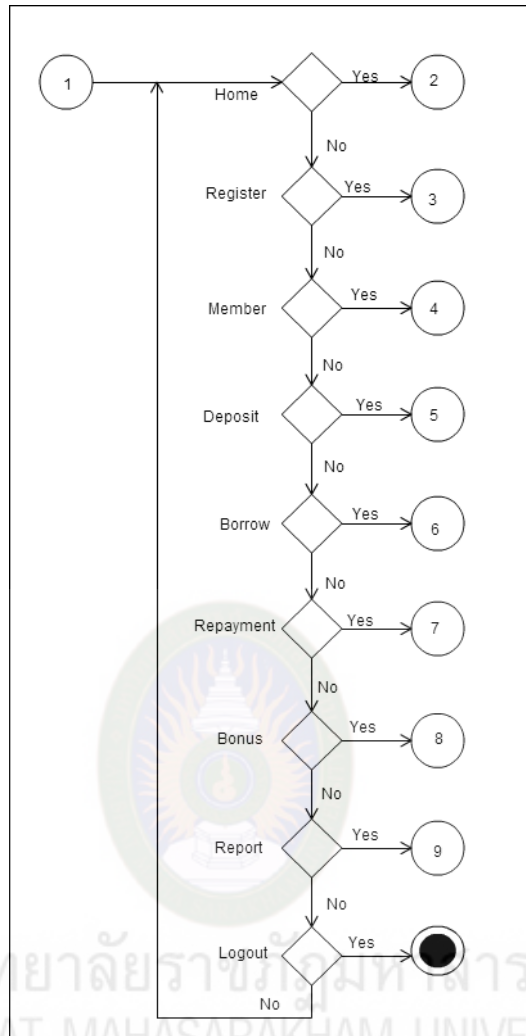 1
Home
Yes
2
No
Register
Yes
3
No
Member
Yes
4
No
Deposit
Yes
5
No
Borrow
Yes
6
No
Repayment
Yes
7
No
Bonus
Yes
8
No
Report
Yes
9
No
Logout
Yes
No
MAHASARAKHAM